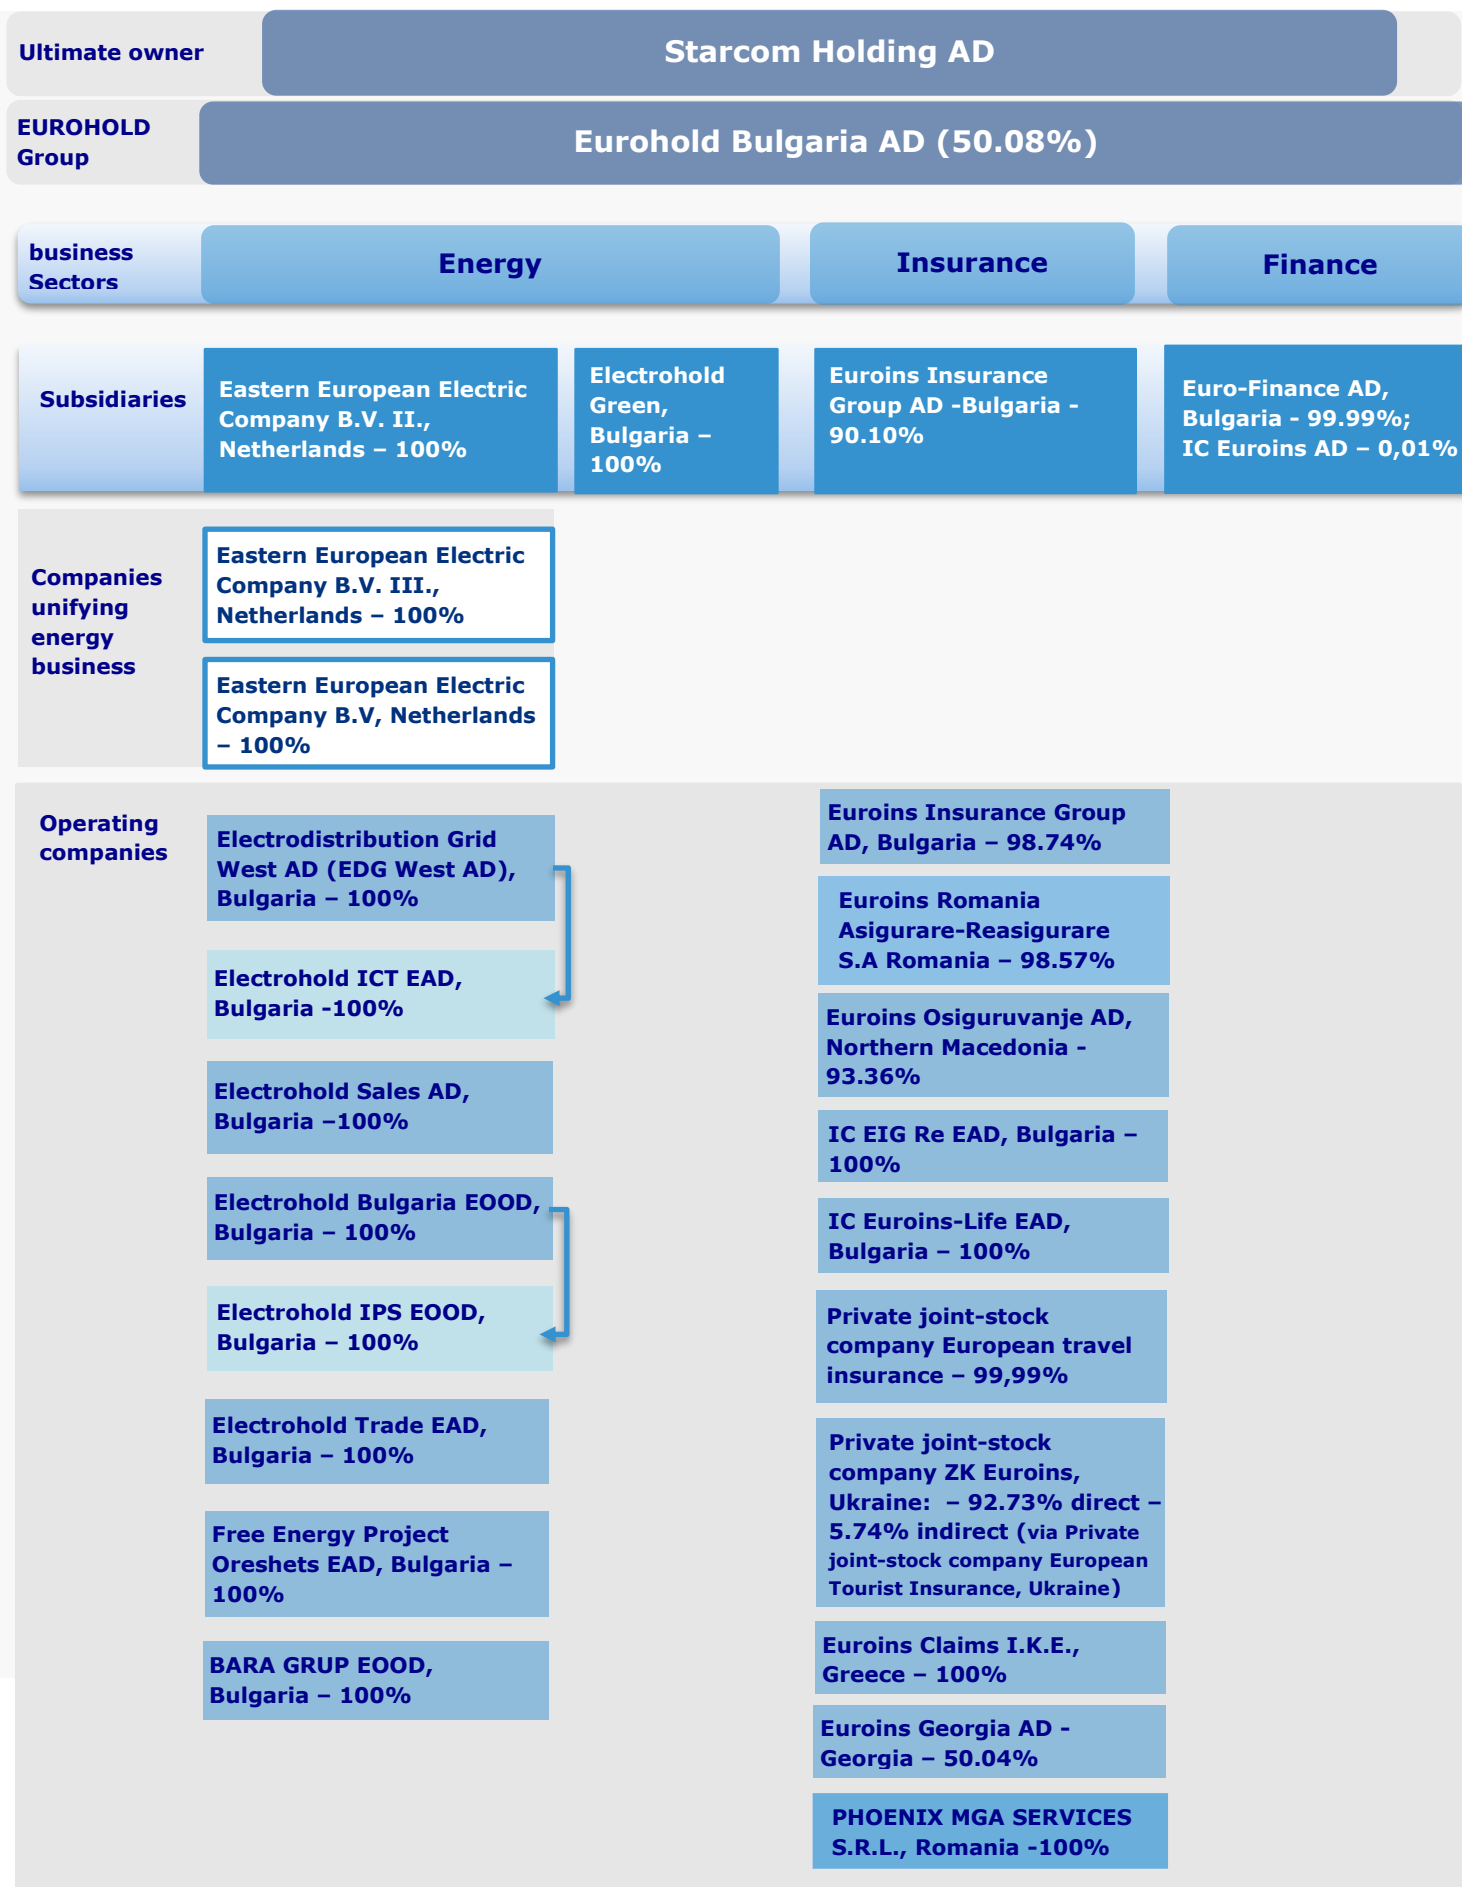 Ultimate owner
Starcom Holding AD
EUROHOLD
Group
Eurohold Bulgaria AD (50.08%)
business
Sectors
Energy
Insurance
Finance
Subsidiaries
Eastern European Electric
Company B.V. II.,
Netherlands – 100%
Electrohold
Green,
Bulgaria –
100%
Euroins Insurance
Group AD -Bulgaria -
90.10%
Euro-Finance AD,
Bulgaria - 99.99%;
IC Euroins AD – 0,01%
Companies
unifying
energy
business
Eastern European Electric
Company B.V. III.,
Netherlands – 100%
Eastern European Electric
Company B.V, Netherlands
– 100%
Operating
companies
Electrodistribution Grid
West AD (EDG West AD),
Bulgaria – 100%
Electrohold ICT EAD,
Bulgaria -100%
Electrohold Sales AD,
Bulgaria –100%
Electrohold Bulgaria EOOD,
Bulgaria – 100%
Electrohold IPS EOOD,
Bulgaria – 100%
Electrohold Trade EAD,
Bulgaria – 100%
Free Energy Project
Oreshets EAD, Bulgaria –
100%
BARA GRUP EOOD,
Bulgaria – 100%
Euroins Insurance Group
AD, Bulgaria – 98.74%
Euroins Romania
Asigurare-Reasigurare
S.A Romania – 98.57%
Euroins Osiguruvanje AD,
Northern Macedonia -
93.36%
IC EIG Re EAD, Bulgaria –
100%
IC Euroins-Life EAD,
Bulgaria – 100%
Private joint-stock
company European travel
insurance – 99,99%
Private joint-stock
company ZK Euroins,
Ukraine:  – 92.73% direct –
5.74% indirect (via Private
joint-stock company European
Tourist Insurance, Ukraine)
Euroins Claims I.K.E.,
Greece – 100%
Euroins Georgia AD -
Georgia – 50.04%
PHOENIX MGA SERVICES
S.R.L., Romania -100%